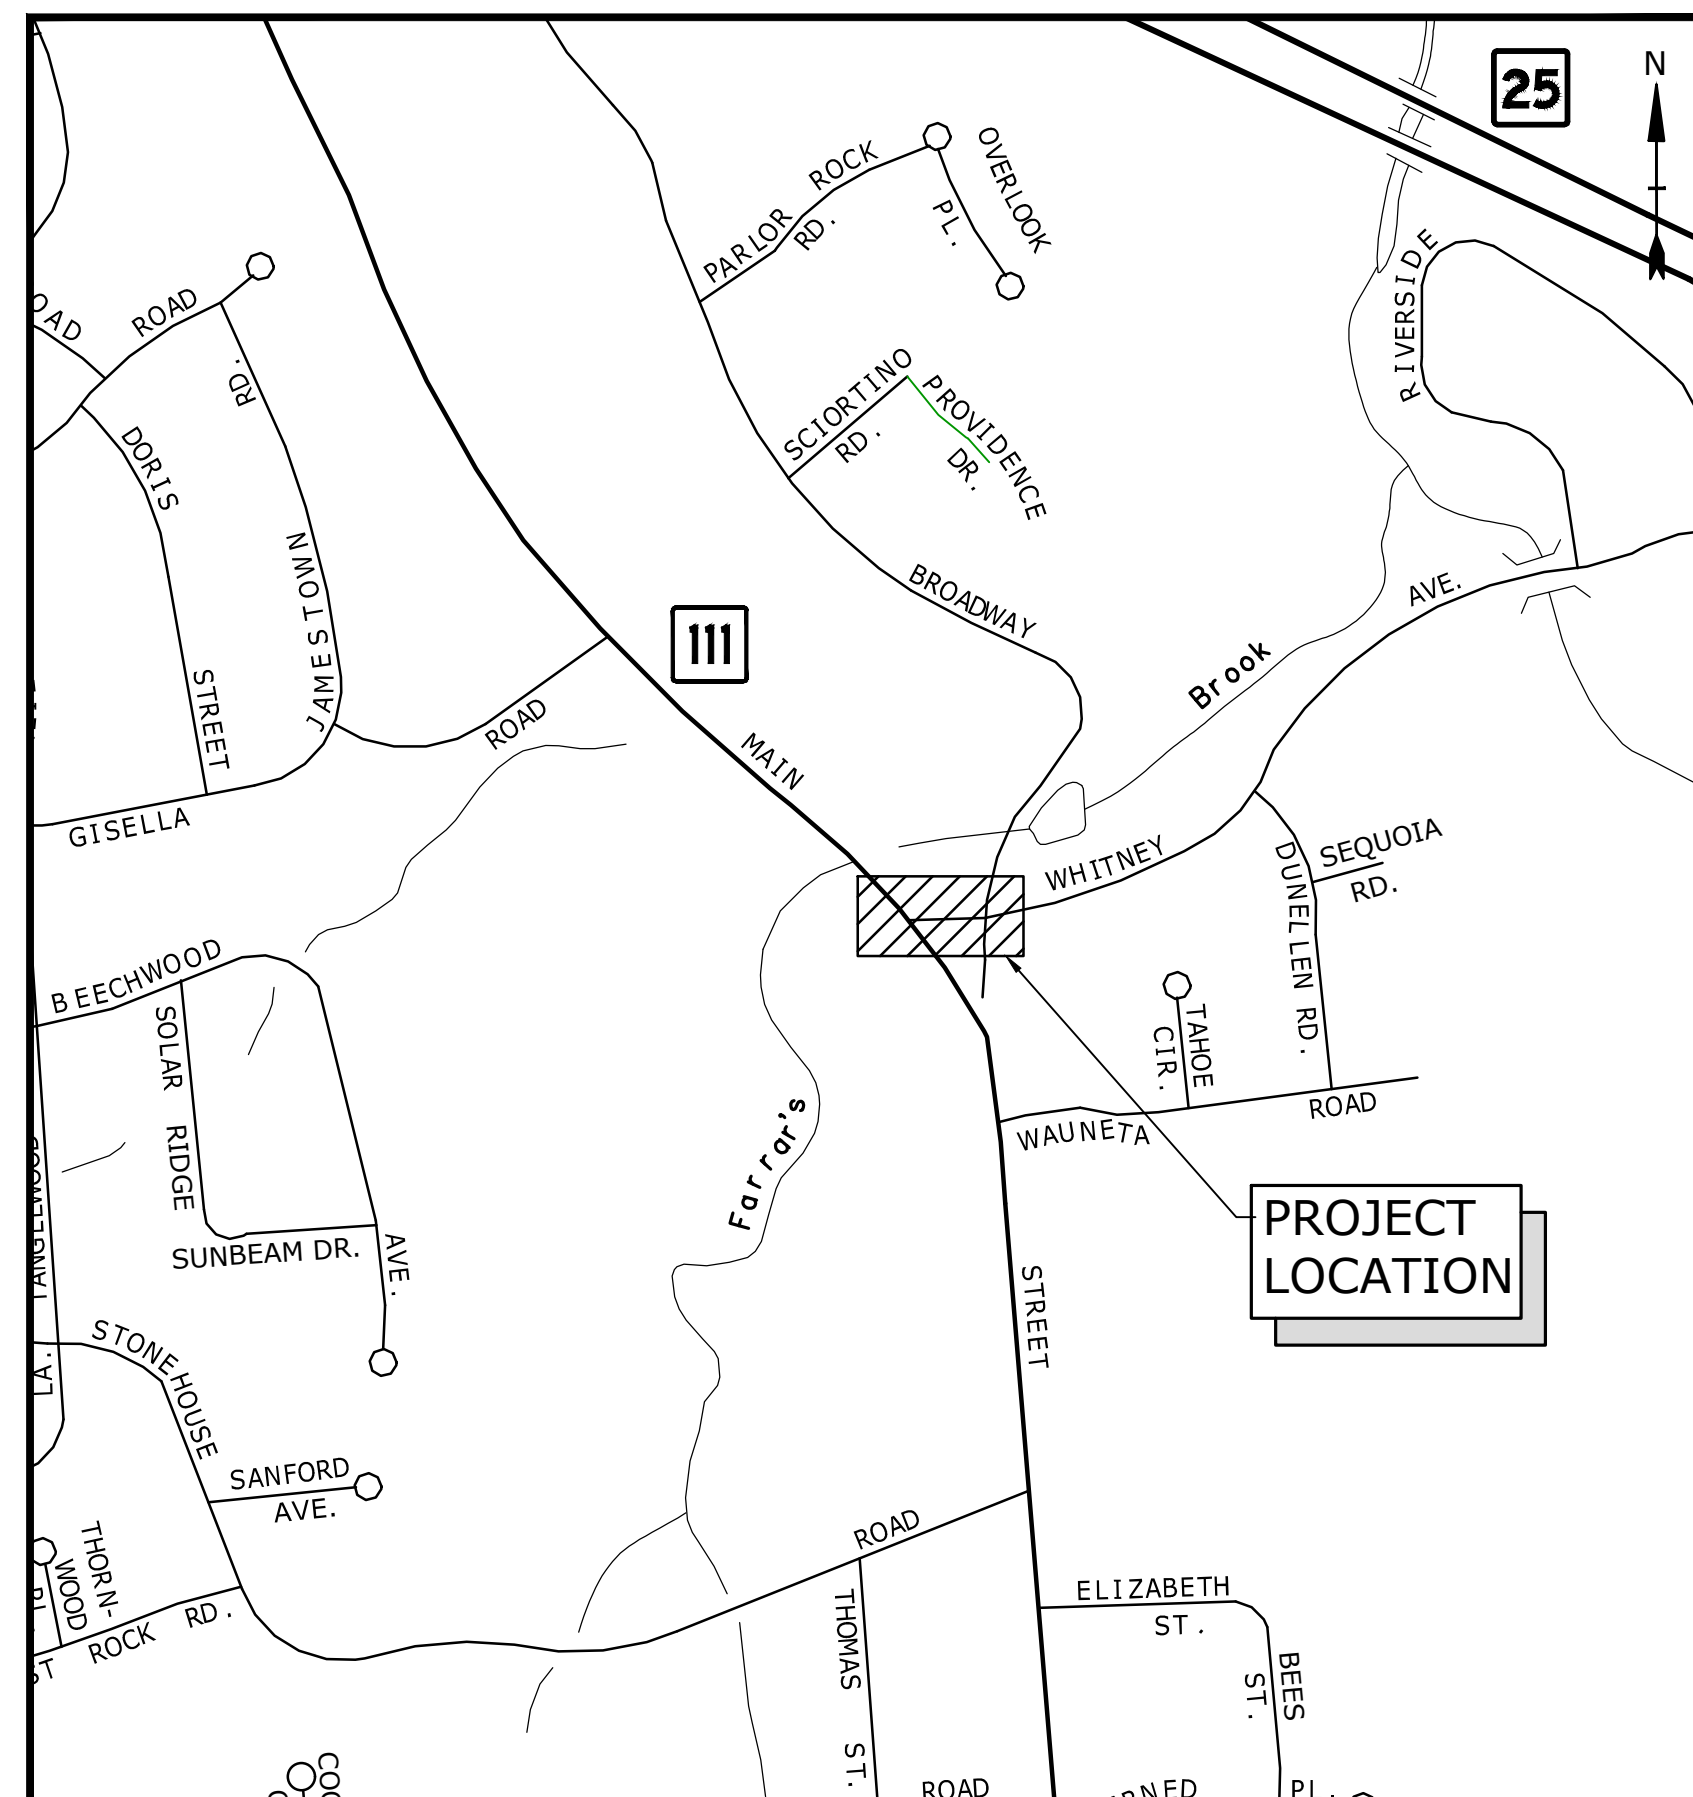 N
25
OVERLOOK
PL.
PARLOR ROCK
RD.
RIVERSIDE
OAD
ROAD
RD.
SCIORTINO
RD.
PROVIDENCE
DR.
DORIS
STREET
JAMESTOWN
BROADWAY
AVE.
111
Brook
ROAD
MAIN
GISELLA
WHITNEY
SEQUOIA
RD.
DUNELLEN RD.
BEECHWOOD
SOLAR RIDGE
TAHOE
CIR.
Farrar's
WAUNETA
ROAD
TANGLEWOOD
LA.
PROJECT
LOCATION
SUNBEAM DR.
AVE.
STREET
STONEHOUSE
SANFORD
AVE.
THORN-
WOOD
ROCK RD.
ST
ROAD
THOMAS ST.
ELIZABETH
ST.
BEES
ST.
ROAD